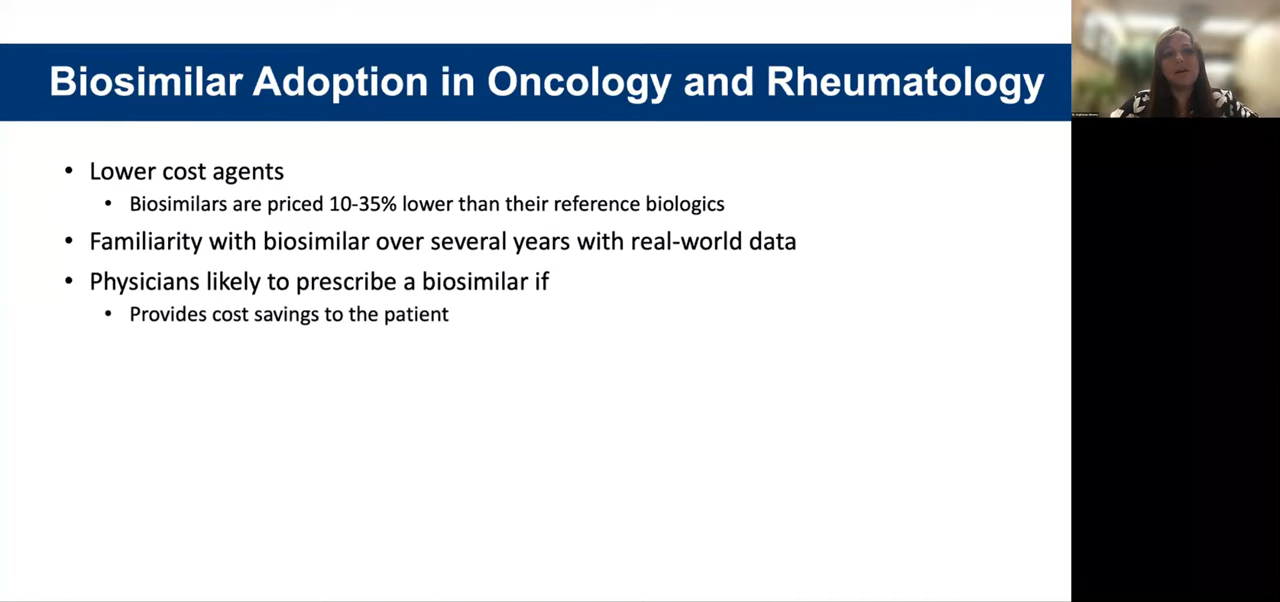 Biosimilar Adoption in Oncology and Rheumatology
• Lower cost agents
• Biosimilars are priced 10-35% lower than their reference biologics
• Familiarity with biosimilar over several years with real-world data
• Physicians likely to prescribe a biosimilar if
• Provides cost savings to the patient